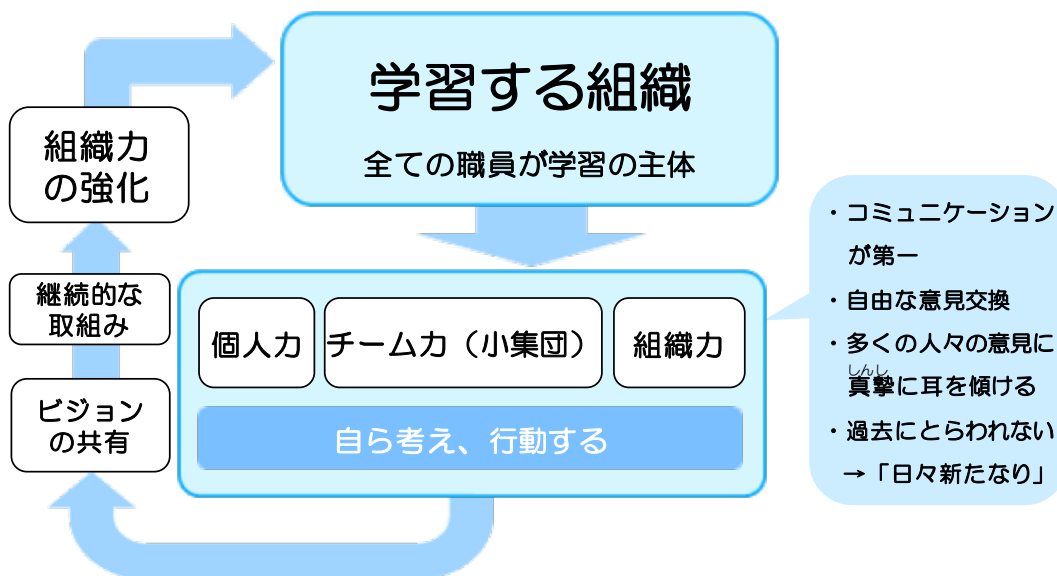 学習する組織
全ての職員が学習の主体
組織力
の強化
継続的な
取組み
ビジョン
の共有
個人力
チーム力（小集団）
組織力
自ら考え、行動する
・コミュニケーション
が第一
・自由な意見交換
・多くの人々の意見に
しんし
真摯に耳を傾ける
・過去にとらわれない
→「日々新たなり」